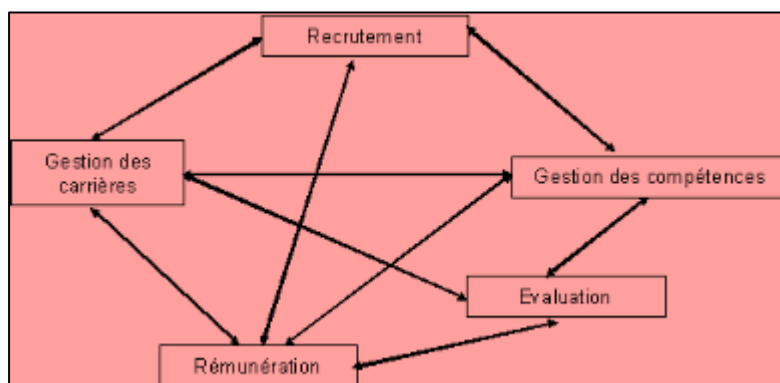 Recrutement
Gestion des
carrières
Gestion des compétences
Evaluation
Rémunération